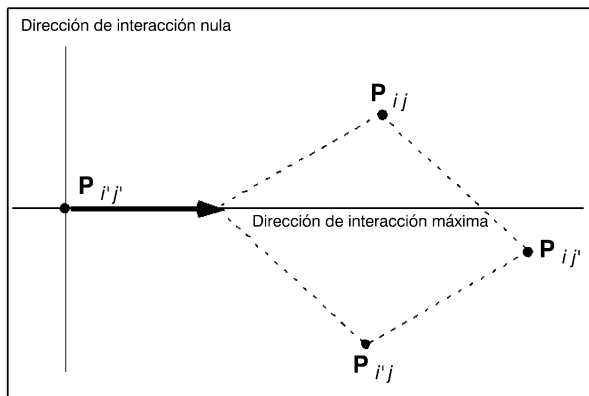 Dirección de interacción nula
P i j
P i' j'
Dirección de interacción máxima
P i j'
P i' j